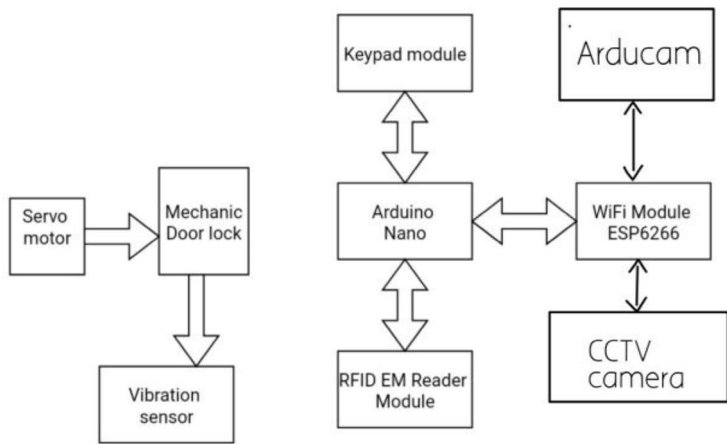 Keypad module
Arducam
Servo
motor
Mechanic
Door lock
Arduino
Nano
WiFi Module
ESP6266
Vibration
sensor
RFID EM Reader
Module
CCTV
camera